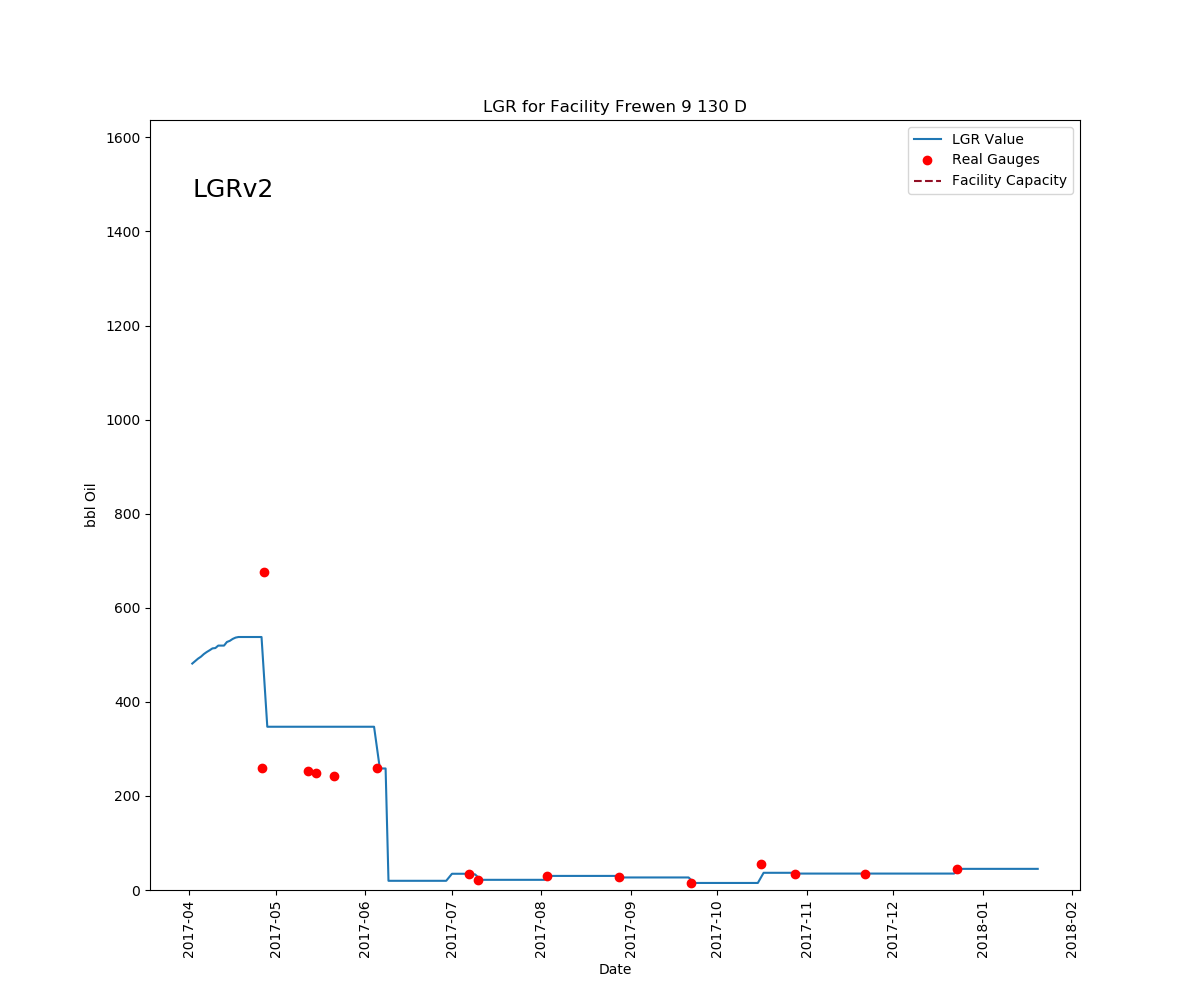 LGR for Facility Frewen 9 130 D
LGR Value
Real Gauges
Facility Capacity
LGRv2
bbl Oil
1600
1400
1200
1000
800
600
400
200
0
2017-04
2017-05
2017-06
2017-07
2017-08
2017-09
2017-10
2017-11
2017-12
2018-01
2018-02
Date